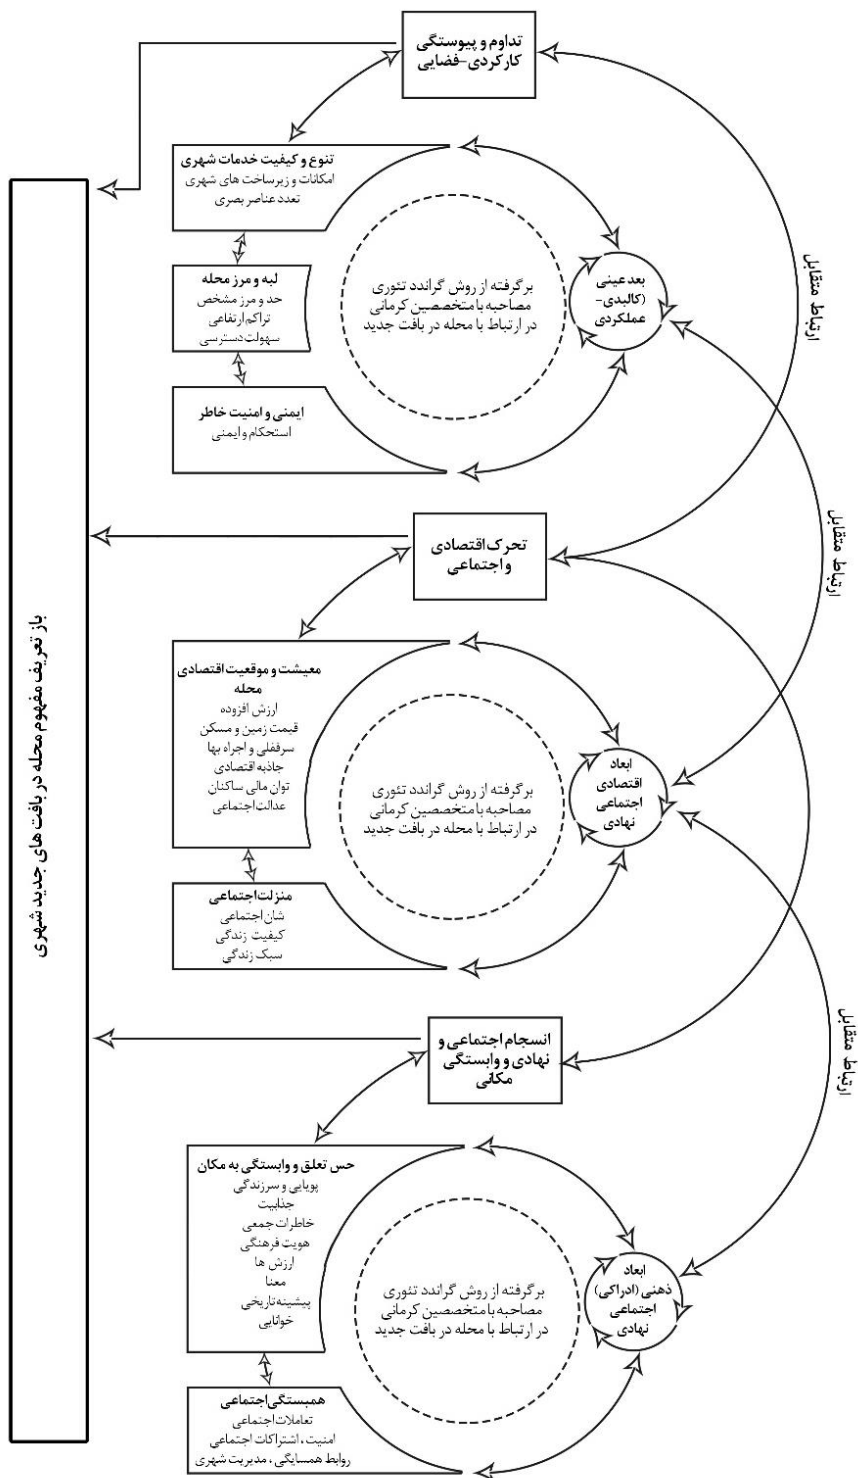 تداوم و پیوستگی
کارکردی-فضایی
تنوع و کیفیت خدمات شهری
امکانات و زیرساخت های شهری
تعدد عناصر بصری
لبه و مرز محله
حد و مرز مشخص
تراکم ارتفاعی
سهولت دسترسی
ایمنی و امنیت خاطر
استحکام و ایمنی
برگرفته از روش گراندد تئوری
مصاحبه با متخصصین کرمانی
در ارتباط با محله در بافت جدید
بعد عینی
(کالبدی-
عملکردی
ارتباط متقابل
ارتباط متقابل
تحرک اقتصادی
و اجتماعی
معیشت و موقعیت اقتصادی
محله
ارزش افزوده
قیمت زمین و مسکن
سرقفلی و اجراه بها
جاذبه اقتصادی
توان مالی ساکنان
عدالت اجتماعی
منزلت اجتماعی
شان اجتماعی
کیفیت زندگی
سبک زندگی
برگرفته از روش گراندد تئوری
مصاحبه با متخصصین کرمانی
در ارتباط با محله در بافت جدید
ابعاد
اقتصادی
اجتماعی
نهادی
ارتباط متقابل
انسجام اجتماعی و
نهادی و وابستگی
مکانی
حس تعلق و وابستگی به مکان
پویایی و سرزندگی
جذابیت
خاطرات جمعی
هویت فرهنگی
ارزش ها
معنا
پیشینه تاریخی
خوانایی
همبستگی اجتماعی
تعاملات اجتماعی
امنیت، اشتراکات اجتماعی
روابط همسایگی، مدیریت شهری
برگرفته از روش گراندد تئوری
مصاحبه با متخصصین کرمانی
در ارتباط با محله در بافت جدید
ابعاد
ذهنی (ادراکی)
اجتماعی
نهادی
باز تعریف مفهوم محله در بافت های جدید شهری